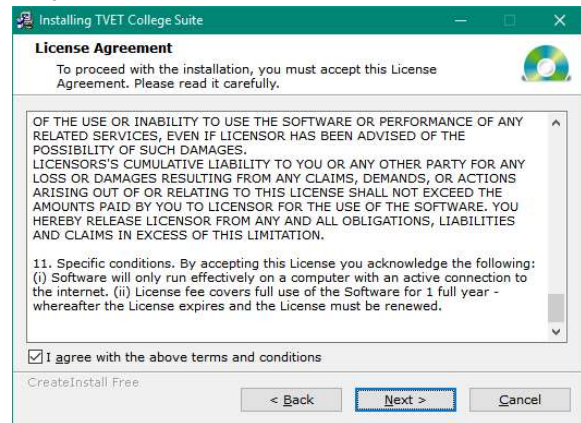 Installing TVET College Suite
License Agreement
To proceed with the installation, you must accept this License
Agreement. Please read it carefully.
OF THE USE OR INABILITY TO USE THE SOFTWARE OR PERFORMANCE OF ANY
RELATED SERVICES, EVEN IF LICENSOR HAS BEEN ADVISED OF THE
POSSIBILITY OF SUCH DAMAGES.
LICENSORS'S CUMULATIVE LIABILITY TO YOU OR ANY OTHER PARTY FOR ANY
LOSS OR DAMAGES RESULTING FROM ANY CLAIMS, DEMANDS, OR ACTIONS
ARISING OUT OF OR RELATING TO THIS LICENSE SHALL NOT EXCEED THE
AMOUNTS PAID BY YOU TO LICENSOR FOR THE USE OF THE SOFTWARE. YOU
HEREBY RELEASE LICENSOR FROM ANY AND ALL OBLIGATIONS, LIABILITIES
AND CLAIMS IN EXCESS OF THIS LIMITATION.
11. Specific conditions. By accepting this License you acknowledge the following:
(i) Software will only run effectively on a computer with an active connection to
the internet. (ii) License fee covers full use of the Software for 1 full year -
whereafter the License expires and the License must be renewed.
I agree with the above terms and conditions
CreateInstall Free
< Back Next > Cancel